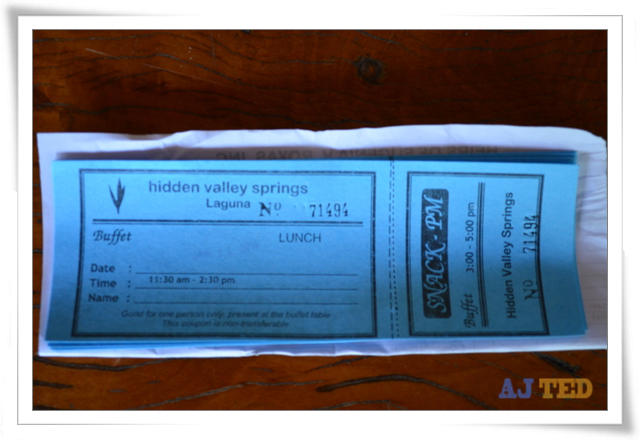 hidden valley springs
Laguna Nº 71494
Buffet LUNCH
Date :
Time : 11:30 am - 2:30 pm
Name :
Good for one person only, present at the buffet table
This coupon is non-transferable
SNACK-PM
Buffet 3:00 - 5:00 pm
Hidden Valley Springs
Nº 71494
AJ TED